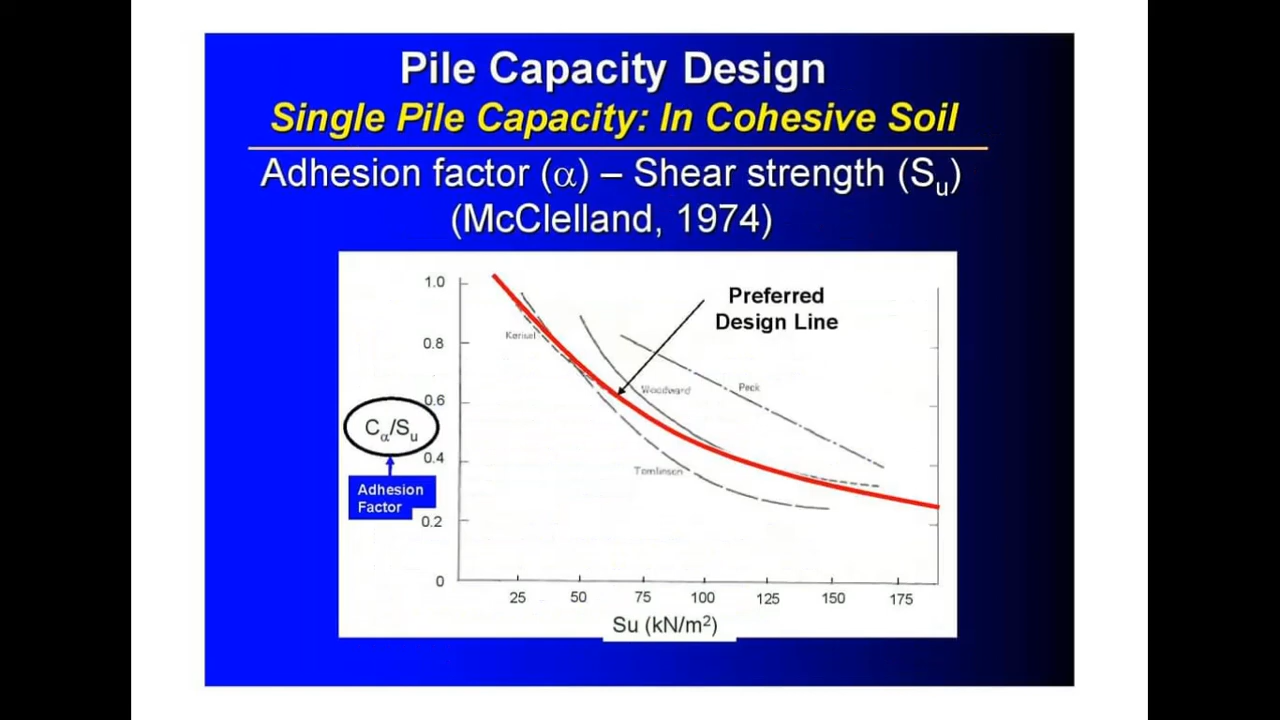 Pile Capacity Design
Single Pile Capacity: In Cohesive Soil
Adhesion factor (α) – Shear strength (Su)
(McClelland, 1974)
1.0
Preferred
Design Line
Kerisel
0.8
Woodward
Peck
0.6
Cα/Su
0.4
Tomlinson
Adhesion
Factor
0.2
0
25 50 75 100 125 150 175
Su (kN/m²)